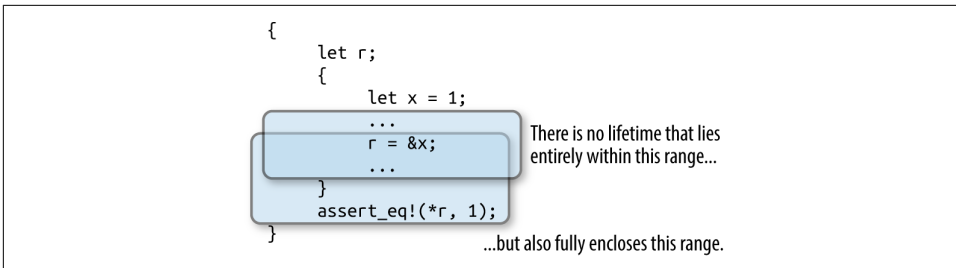 {
let r;
{
let x = 1;
...
r = &x;
...
}
assert_eq!(*r, 1);
}
There is no lifetime that lies
entirely within this range...
...but also fully encloses this range.